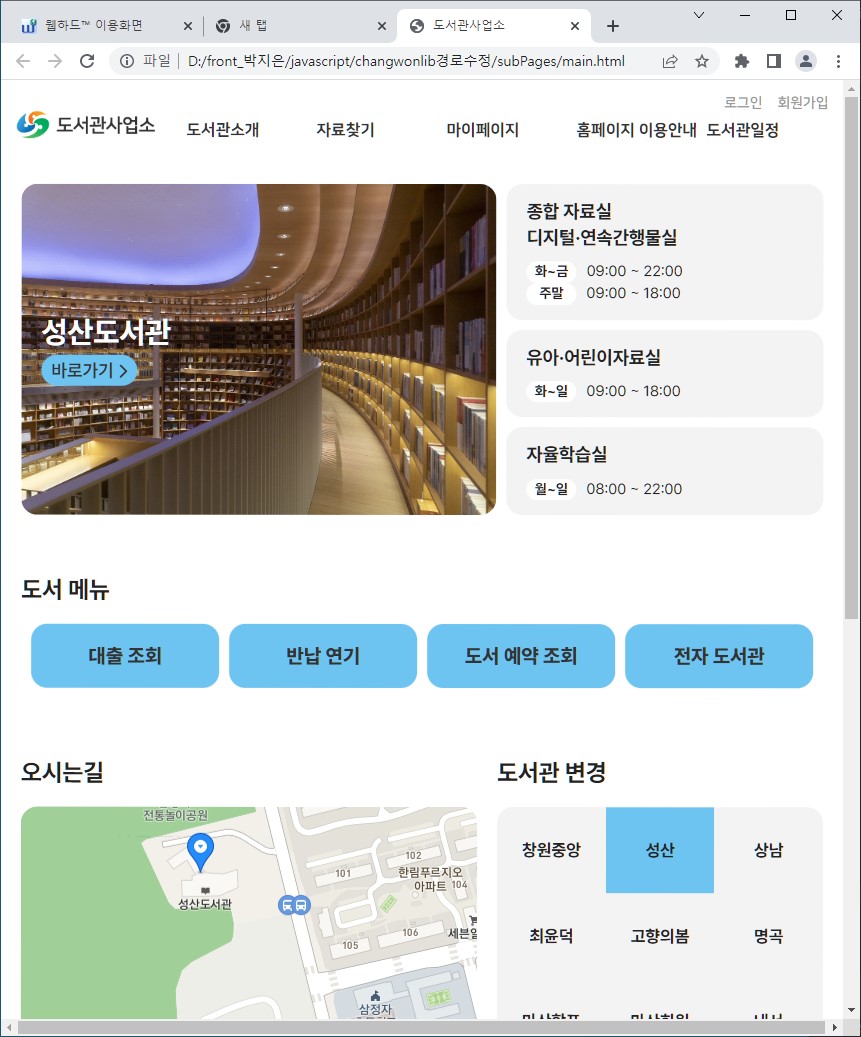 웹하드™ 이용화면
새 탭
도서관사업소
파일
D:/front_박지은/javascript/changwonlib경로수정/subPages/main.html
로그인 회원가입
도서관사업소
도서관소개
자료찾기
마이페이지
홈페이지 이용안내
도서관일정
성산도서관
바로가기 >
종합 자료실
디지털·연속간행물실
화~금 09:00 ~ 22:00
주말 09:00 ~ 18:00
유아·어린이자료실
화~일 09:00 ~ 18:00
자율학습실
월~일 08:00 ~ 22:00
도서 메뉴
대출 조회
반납 연기
도서 예약 조회
전자 도서관
오시는길
전통놀이공원
성산도서관
101
102
한림푸르지오
아파트 104
105
106
세븐일
삼정자
도서관 변경
창원중앙
성산
상남
최윤덕
고향의봄
명곡